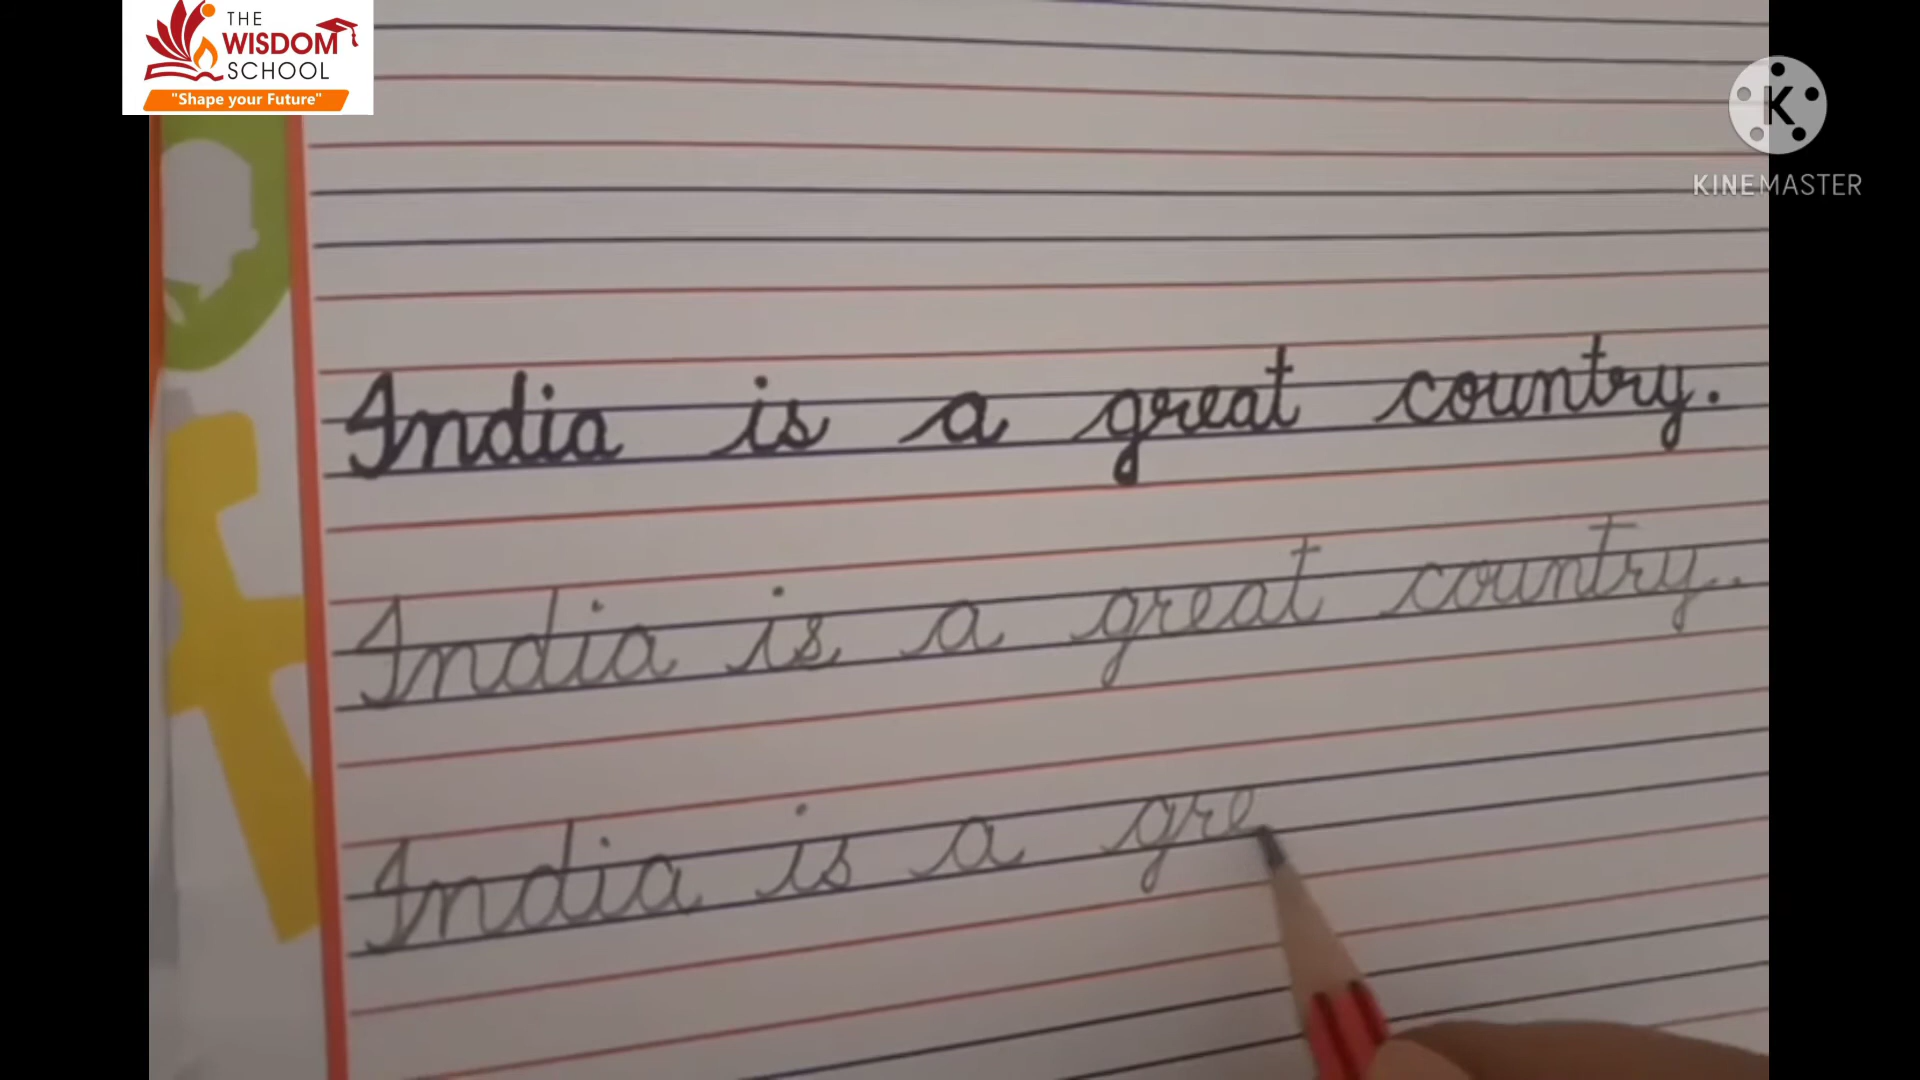 THE
WISDOM
SCHOOL
"Shape your Future"
K
KINEMASTER
India is a great country.
India is a great country.
India is a gre